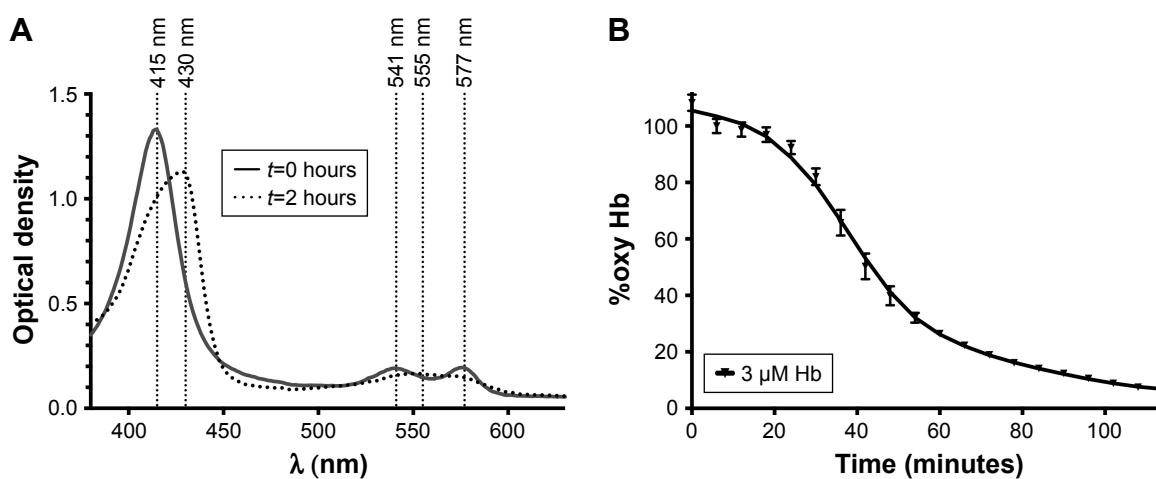 A
415 nm
430 nm
541 nm
555 nm
577 nm
1.5
1.0
0.5
0.0
Optical density
t=0 hours
t=2 hours
400
450
500
550
600
λ (nm)
B
100
80
60
40
20
0
%oxy Hb
3 µM Hb
0
20
40
60
80
100
Time (minutes)